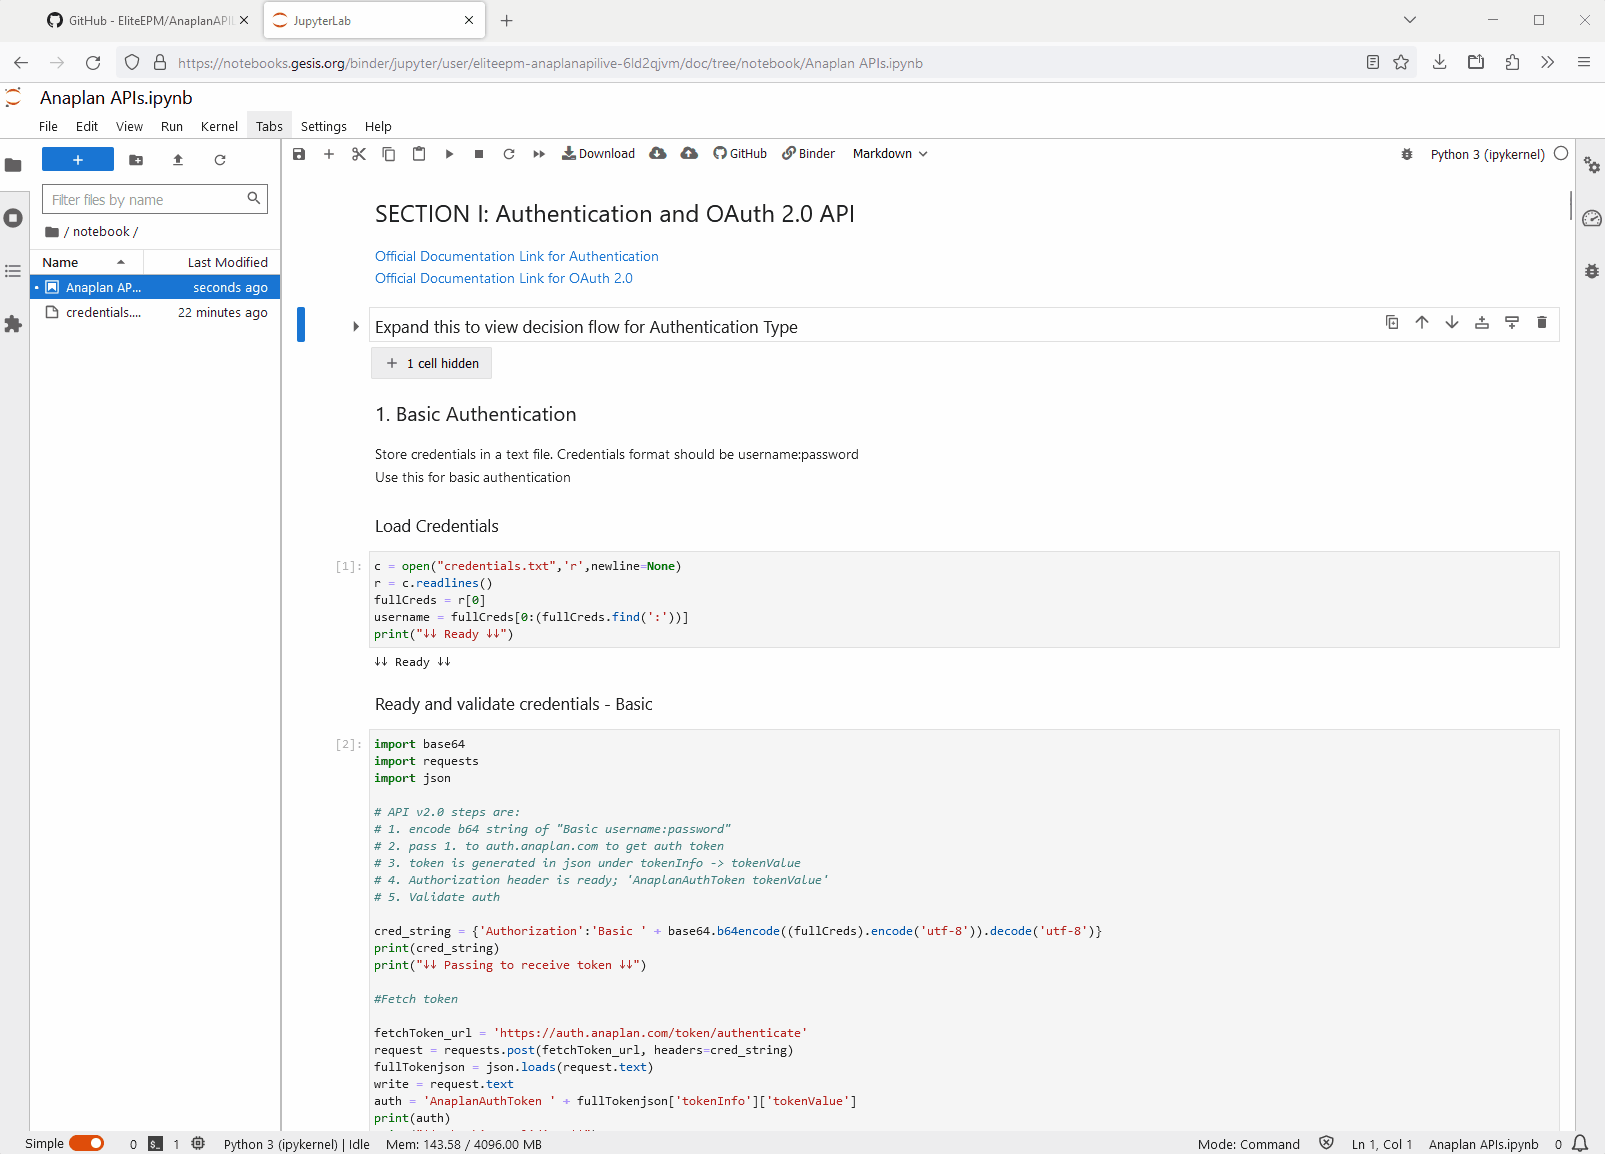 GitHub - EliteEPM/AnaplanAPIL
JupyterLab
https://notebooks.gesis.org/binder/jupyter/user/eliteepm-anaplanapilive-6ld2qjvm/doc/tree/notebook/Anaplan APIs.ipynb
Anaplan APIs.ipynb
File Edit View Run Kernel Tabs Settings Help
Download GitHub Binder Markdown Python 3 (ipykernel)
Filter files by name
/ notebook /
Name Last Modified
Anaplan AP... seconds ago
credentials.... 22 minutes ago
SECTION I: Authentication and OAuth 2.0 API
Official Documentation Link for Authentication
Official Documentation Link for OAuth 2.0
Expand this to view decision flow for Authentication Type
1 cell hidden
1. Basic Authentication
Store credentials in a text file. Credentials format should be username:password
Use this for basic authentication
Load Credentials
[1]: c = open("credentials.txt",'r',newline=None)
r = c.readlines()
fullCreds = r[0]
username = fullCreds[0:(fullCreds.find(':'))]
print("↓↓ Ready ↓↓")
↓↓ Ready ↓↓
Ready and validate credentials - Basic
[2]: import base64
import requests
import json
# API v2.0 steps are:
# 1. encode b64 string of "Basic username:password"
# 2. pass 1. to auth.anaplan.com to get auth token
# 3. token is generated in json under tokenInfo -> tokenValue
# 4. Authorization header is ready; 'AnaplanAuthToken tokenValue'
# 5. Validate auth
cred_string = {'Authorization':'Basic ' + base64.b64encode((fullCreds).encode('utf-8')).decode('utf-8')}
print(cred_string)
print("↓↓ Passing to receive token ↓↓")
#Fetch token
fetchToken_url = 'https://auth.anaplan.com/token/authenticate'
request = requests.post(fetchToken_url, headers=cred_string)
fullTokenjson = json.loads(request.text)
write = request.text
auth = 'AnaplanAuthToken ' + fullTokenjson['tokenInfo']['tokenValue']
print(auth)
Simple 0 1 Python 3 (ipykernel) | Idle Mem: 143.58 / 4096.00 MB Mode: Command Ln 1, Col 1 Anaplan APIs.ipynb 0